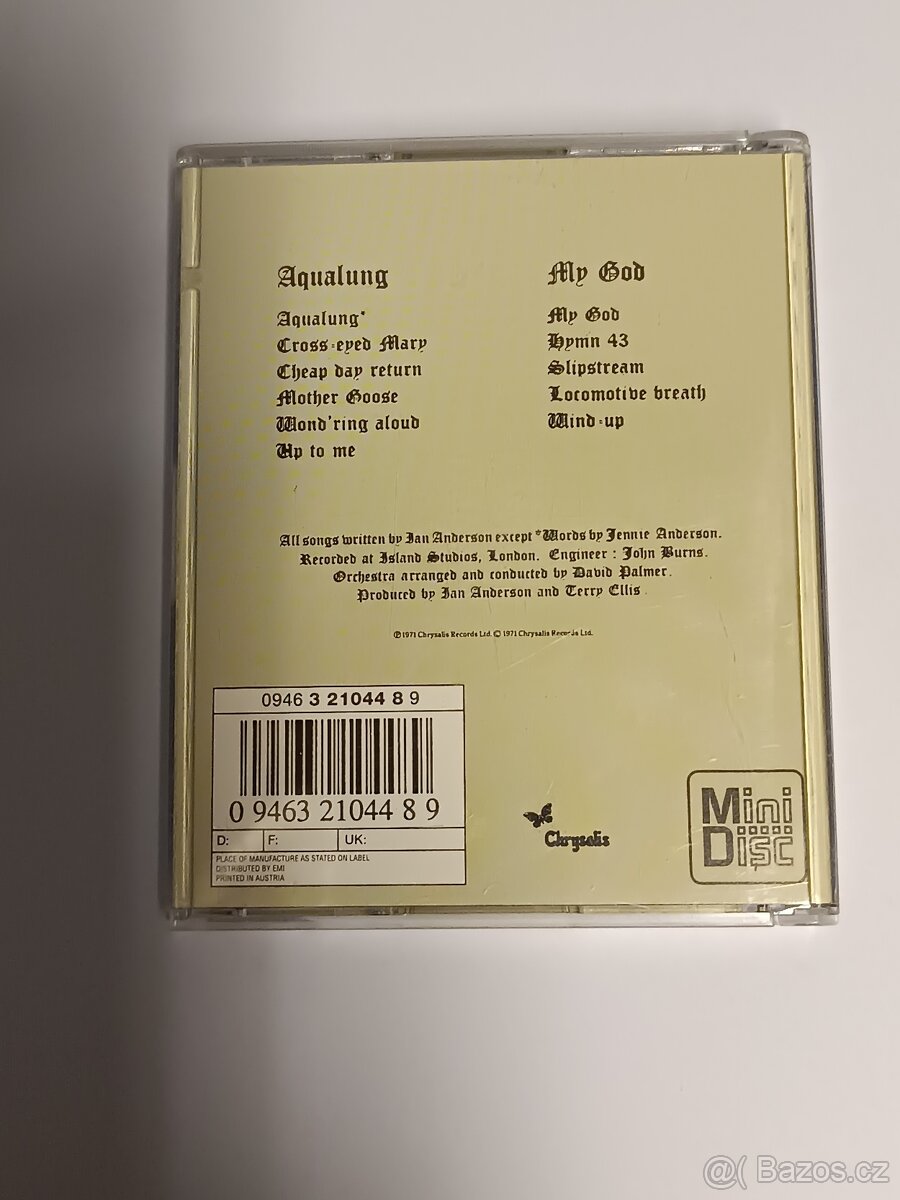 Aqualung
Aqualung*
Cross-eyed Mary
Cheap day return
Mother Goose
Wond'ring aloud
Up to me
My God
My God
Hymn 43
Slipstream
Locomotive breath
Wind-up
All songs written by Ian Anderson except *Words by Jennie Anderson.
Recorded at Island Studios, London. Engineer : John Burns.
Orchestra arranged and conducted by David Palmer.
Produced by Ian Anderson and Terry Ellis.
℗ 1971 Chrysalis Records Ltd. © 1971 Chrysalis Records Ltd.
0946 3 21044 8 9
0 94632 1044 8 9
D: F: UK:
PLACE OF MANUFACTURE AS STATED ON LABEL
DISTRIBUTED BY EMI
PRINTED IN AUSTRIA
Chrysalis
Mini
Disc
@( Bazos.cz